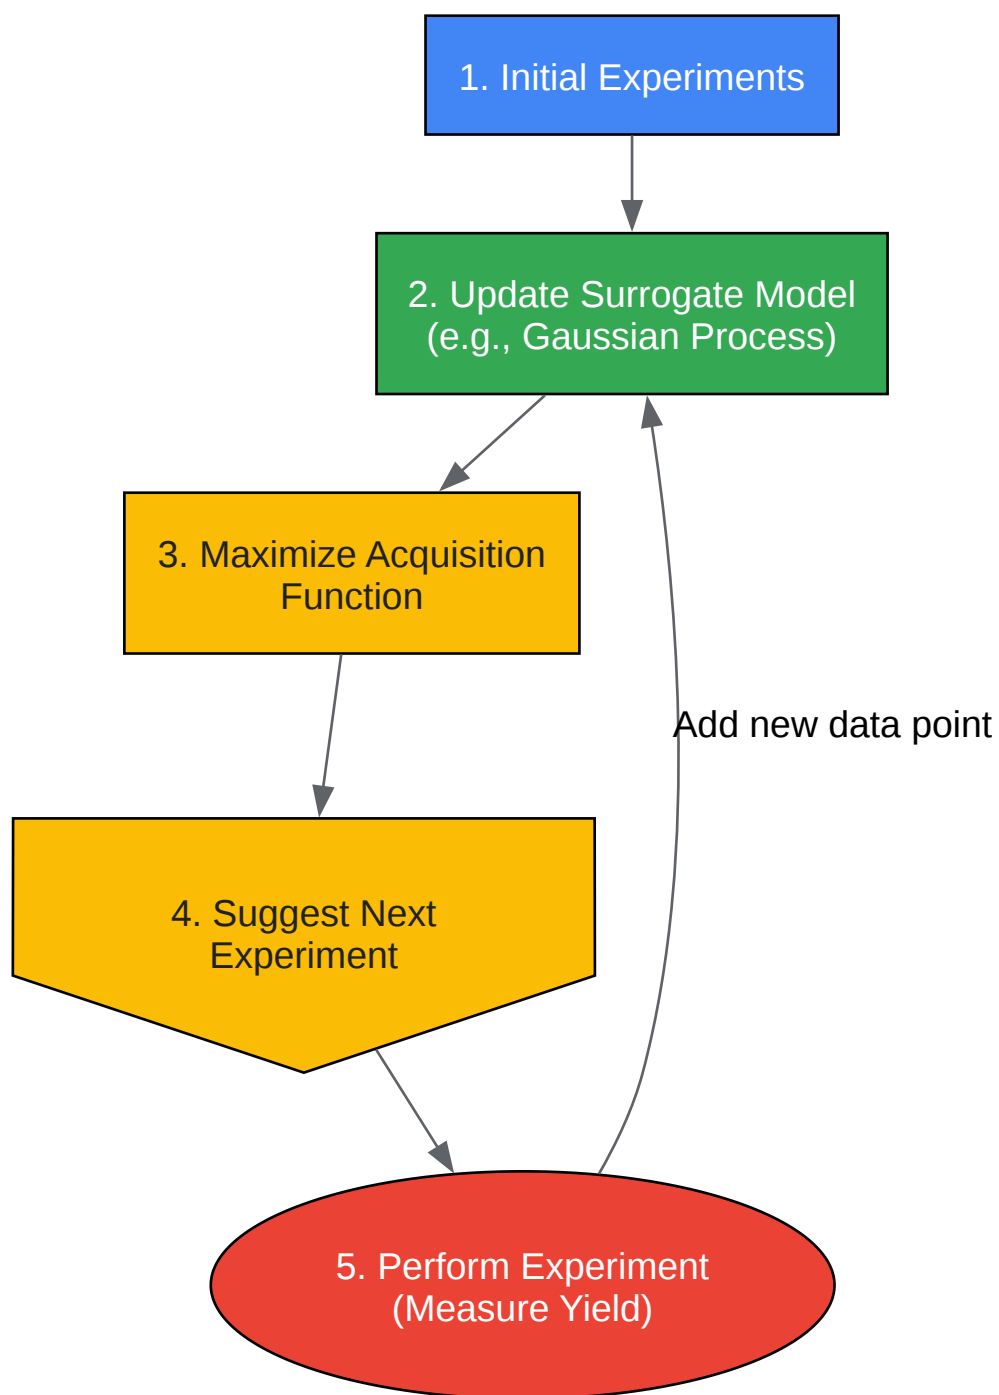 1. Initial Experiments
2. Update Surrogate Model
(e.g., Gaussian Process)
3. Maximize Acquisition
Function
Add new data point
4. Suggest Next
Experiment
5. Perform Experiment
(Measure Yield)